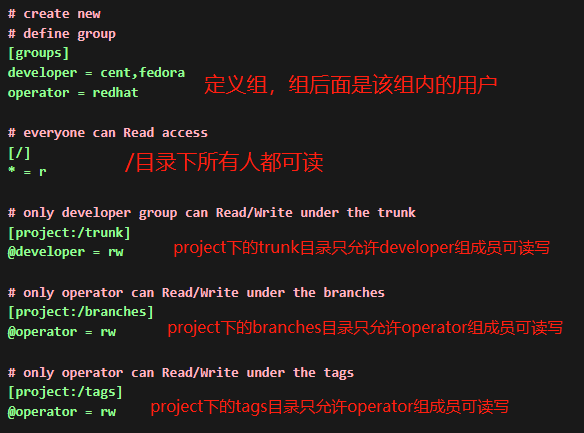 # create new
# define group
[groups]
developer = cent,fedora
operator = redhat
定义组，组后面是该组内的用户
# everyone can Read access
[/]
* = r
/目录下所有人都可读
# only developer group can Read/Write under the trunk
[project:/trunk]
@developer = rw
project下的trunk目录只允许developer组成员可读写
# only operator can Read/Write under the branches
[project:/branches]
@operator = rw
project下的branches目录只允许operator组成员可读写
# only operator can Read/Write under the tags
[project:/tags]
@operator = rw
project下的tags目录只允许operator组成员可读写